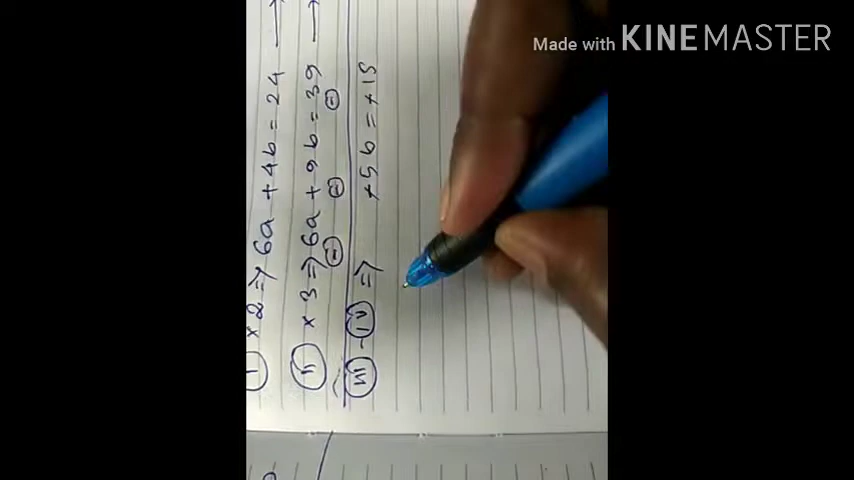 Made with KINEMASTER
(i) × 2 => 6a + 4b = 24 →
(ii) × 3 => 6a + 9b = 39 →
(-) (-) (-)
(iii) - (iv) => +5b = +15